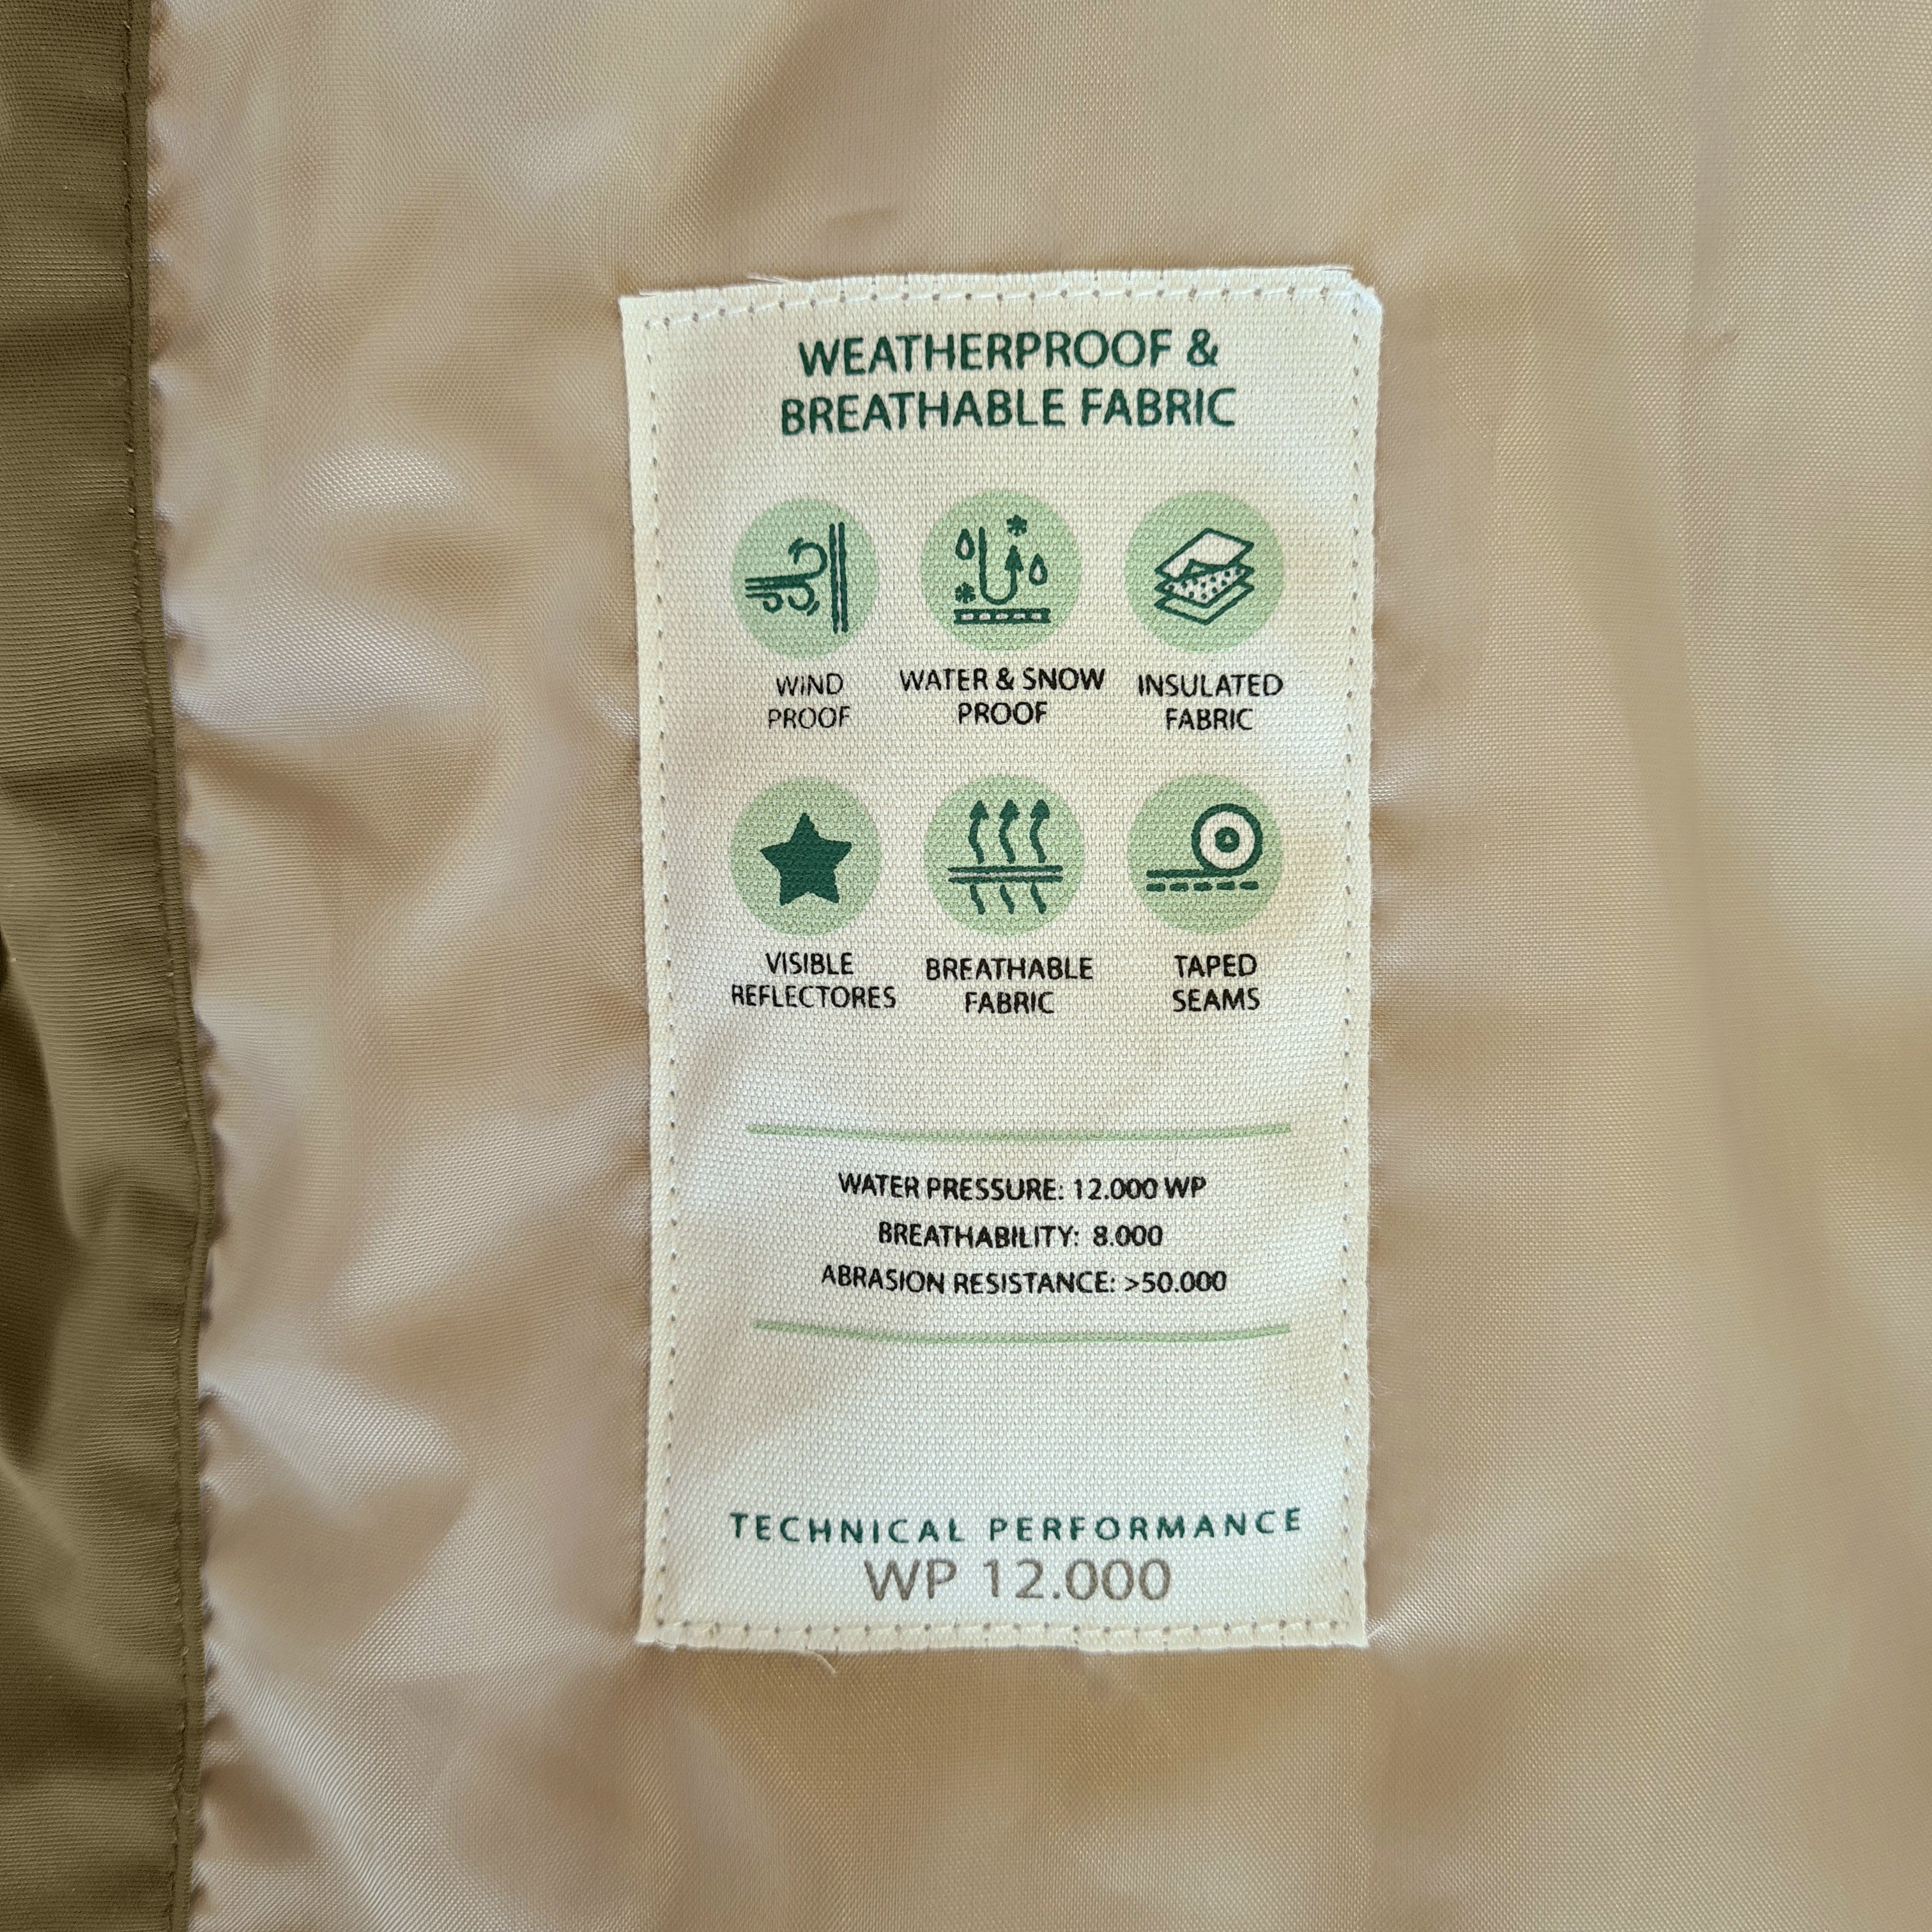 WEATHERPROOF &
BREATHABLE FABRIC
WIND
PROOF
WATER & SNOW
PROOF
INSULATED
FABRIC
VISIBLE
REFLECTORES
BREATHABLE
FABRIC
TAPED
SEAMS
WATER PRESSURE: 12.000 WP
BREATHABILITY: 8.000
ABRASION RESISTANCE: >50.000
TECHNICAL PERFORMANCE
WP 12.000